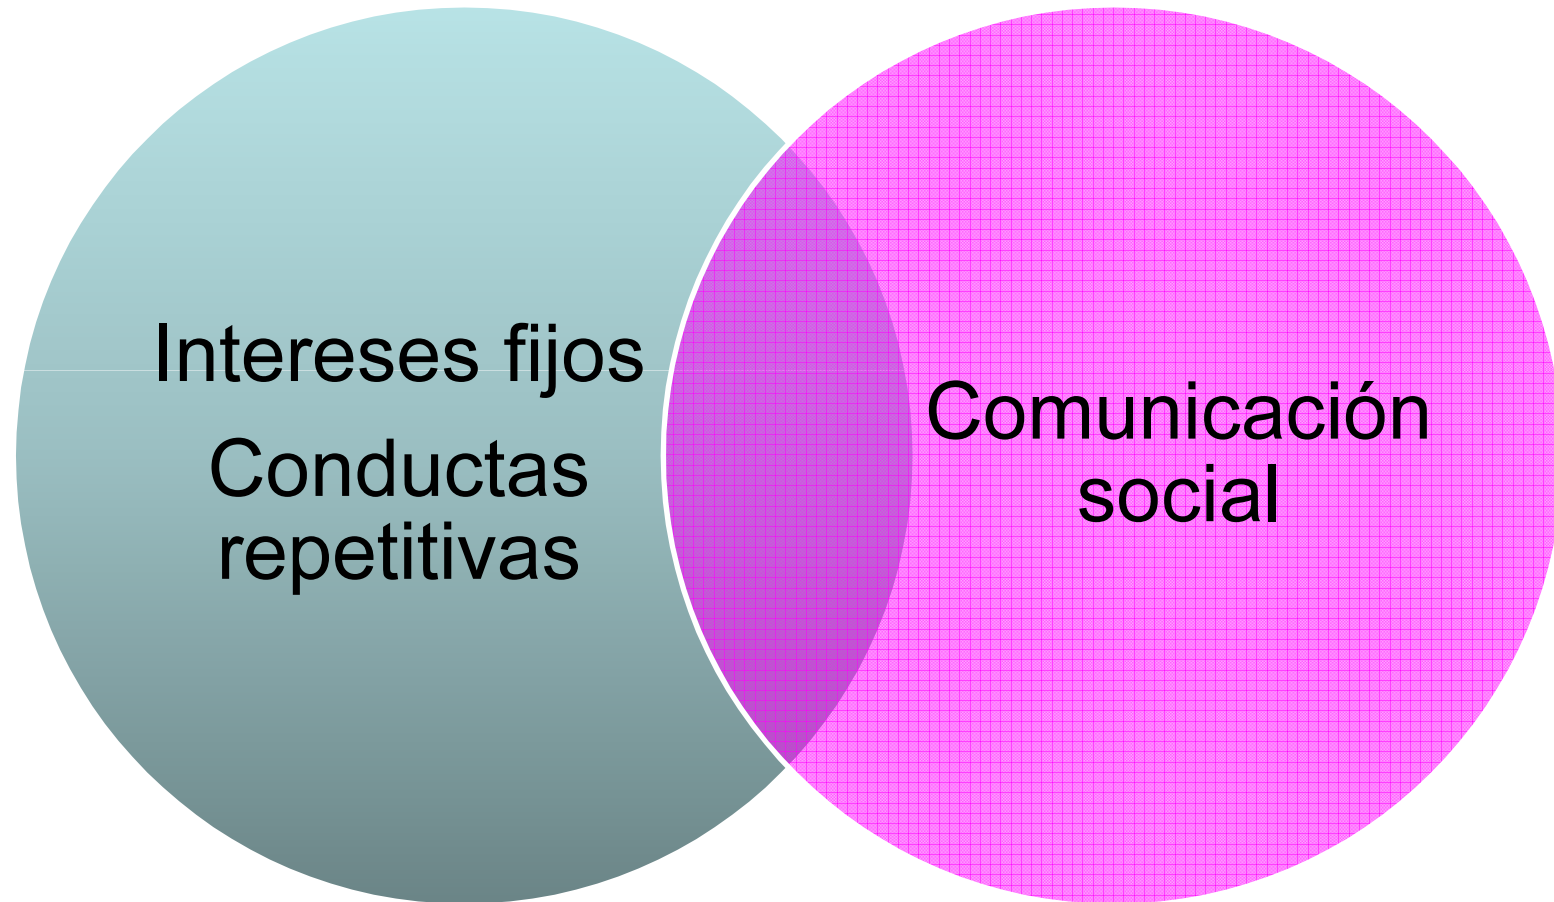 Intereses fijos
Conductas
repetitivas
Comunicación
social